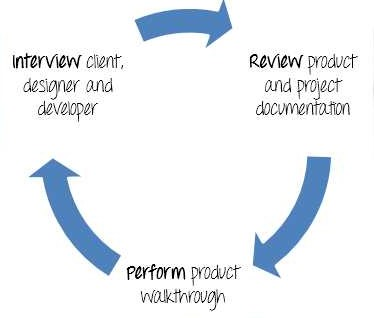 Interview client,
designer and
developer
Review product
and project
documentation
Perform product
walkthrough